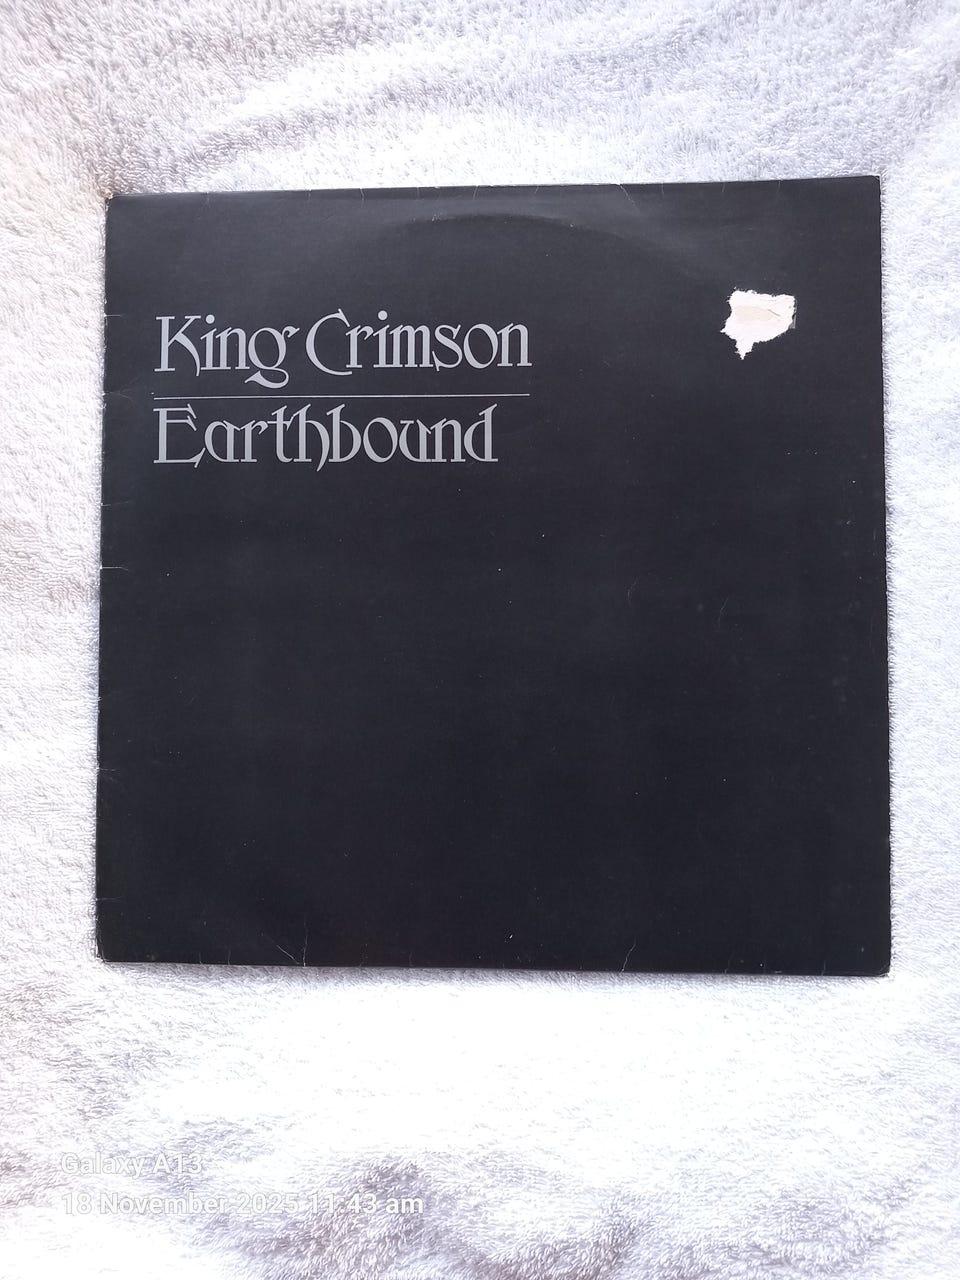 King Crimson
Earthbound
Galaxy A13
18 November 2025 11:43 am